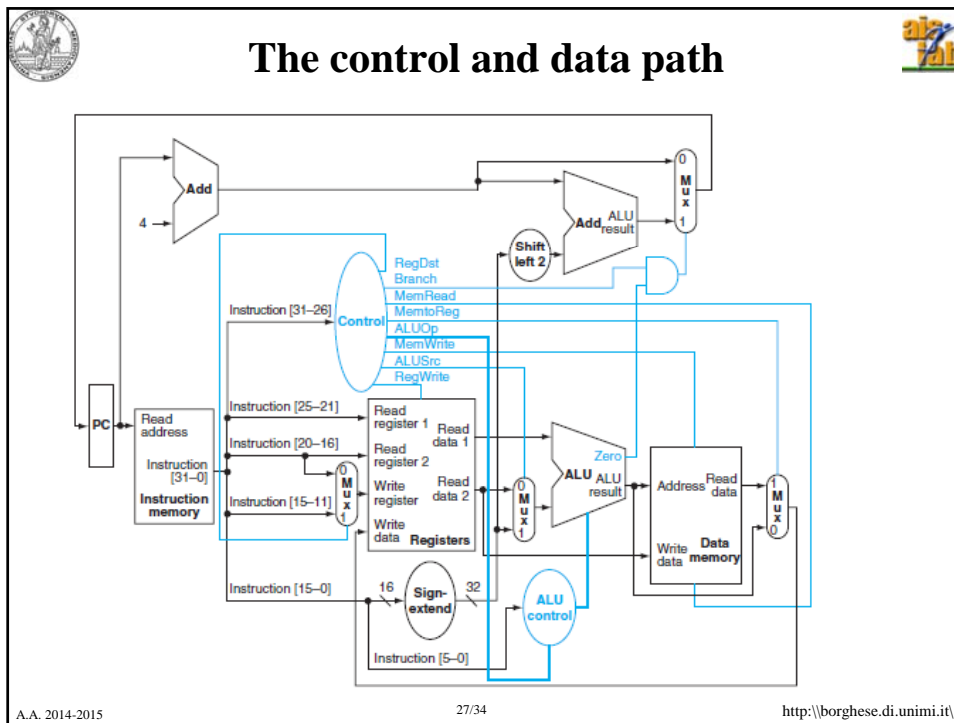 The control and data path
Add
4
0
M
u
x
1
Add ALU
result
Shift
left 2
RegDst
Branch
MemRead
MemtoReg
ALUOp
MemWrite
ALUSrc
RegWrite
Control
Instruction [31–26]
Instruction [25–21]
Instruction [20–16]
Instruction [15–11]
Instruction [15–0]
Instruction [5–0]
PC
Read
address
Instruction
[31–0]
Instruction
memory
0
M
u
x
1
Read
register 1
Read
register 2
Write
register
Write
data
Read
data 1
Read
data 2
Registers
0
M
u
x
1
Zero
ALU ALU
result
Address
Read
data
Write
data
Data
memory
1
M
u
x
0
16
Sign-
extend
32
ALU
control
A.A. 2014-2015
27/34
http:\\borghese.di.unimi.it\